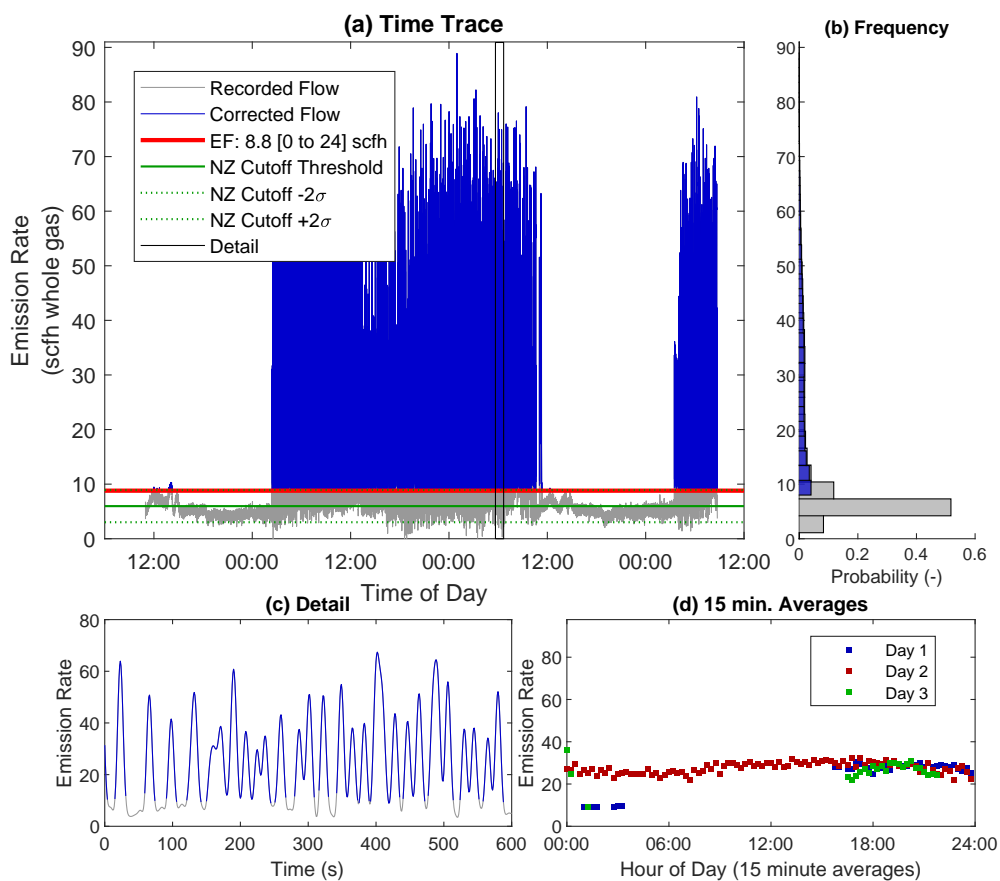 (a) Time Trace
90
80
70
60
50
40
30
20
10
0
Emission Rate
(scfh whole gas)
Recorded Flow
Corrected Flow
EF: 8.8 [0 to 24] scfh
NZ Cutoff Threshold
NZ Cutoff -2σ
NZ Cutoff +2σ
Detail
12:00 00:00 12:00 00:00 12:00 00:00 12:00
Time of Day
(b) Frequency
90
80
70
60
50
40
30
20
10
0
0 0.2 0.4 0.6
Probability (-)
(c) Detail
80
60
40
20
0
Emission Rate
0 100 200 300 400 500 600
Time (s)
(d) 15 min. Averages
80
60
40
20
0
Emission Rate
Day 1
Day 2
Day 3
00:00 06:00 12:00 18:00 24:00
Hour of Day (15 minute averages)